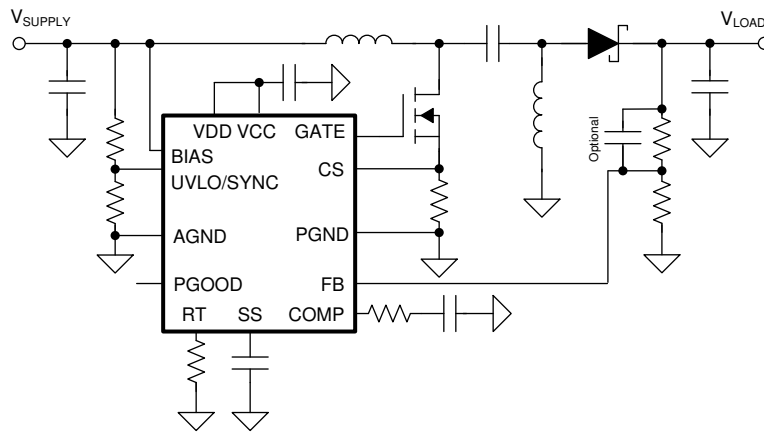 VSUPPLY
VLOAD
VDD VCC GATE
BIAS
UVLO/SYNC
CS
AGND
PGND
PGOOD
FB
RT SS COMP
Optional